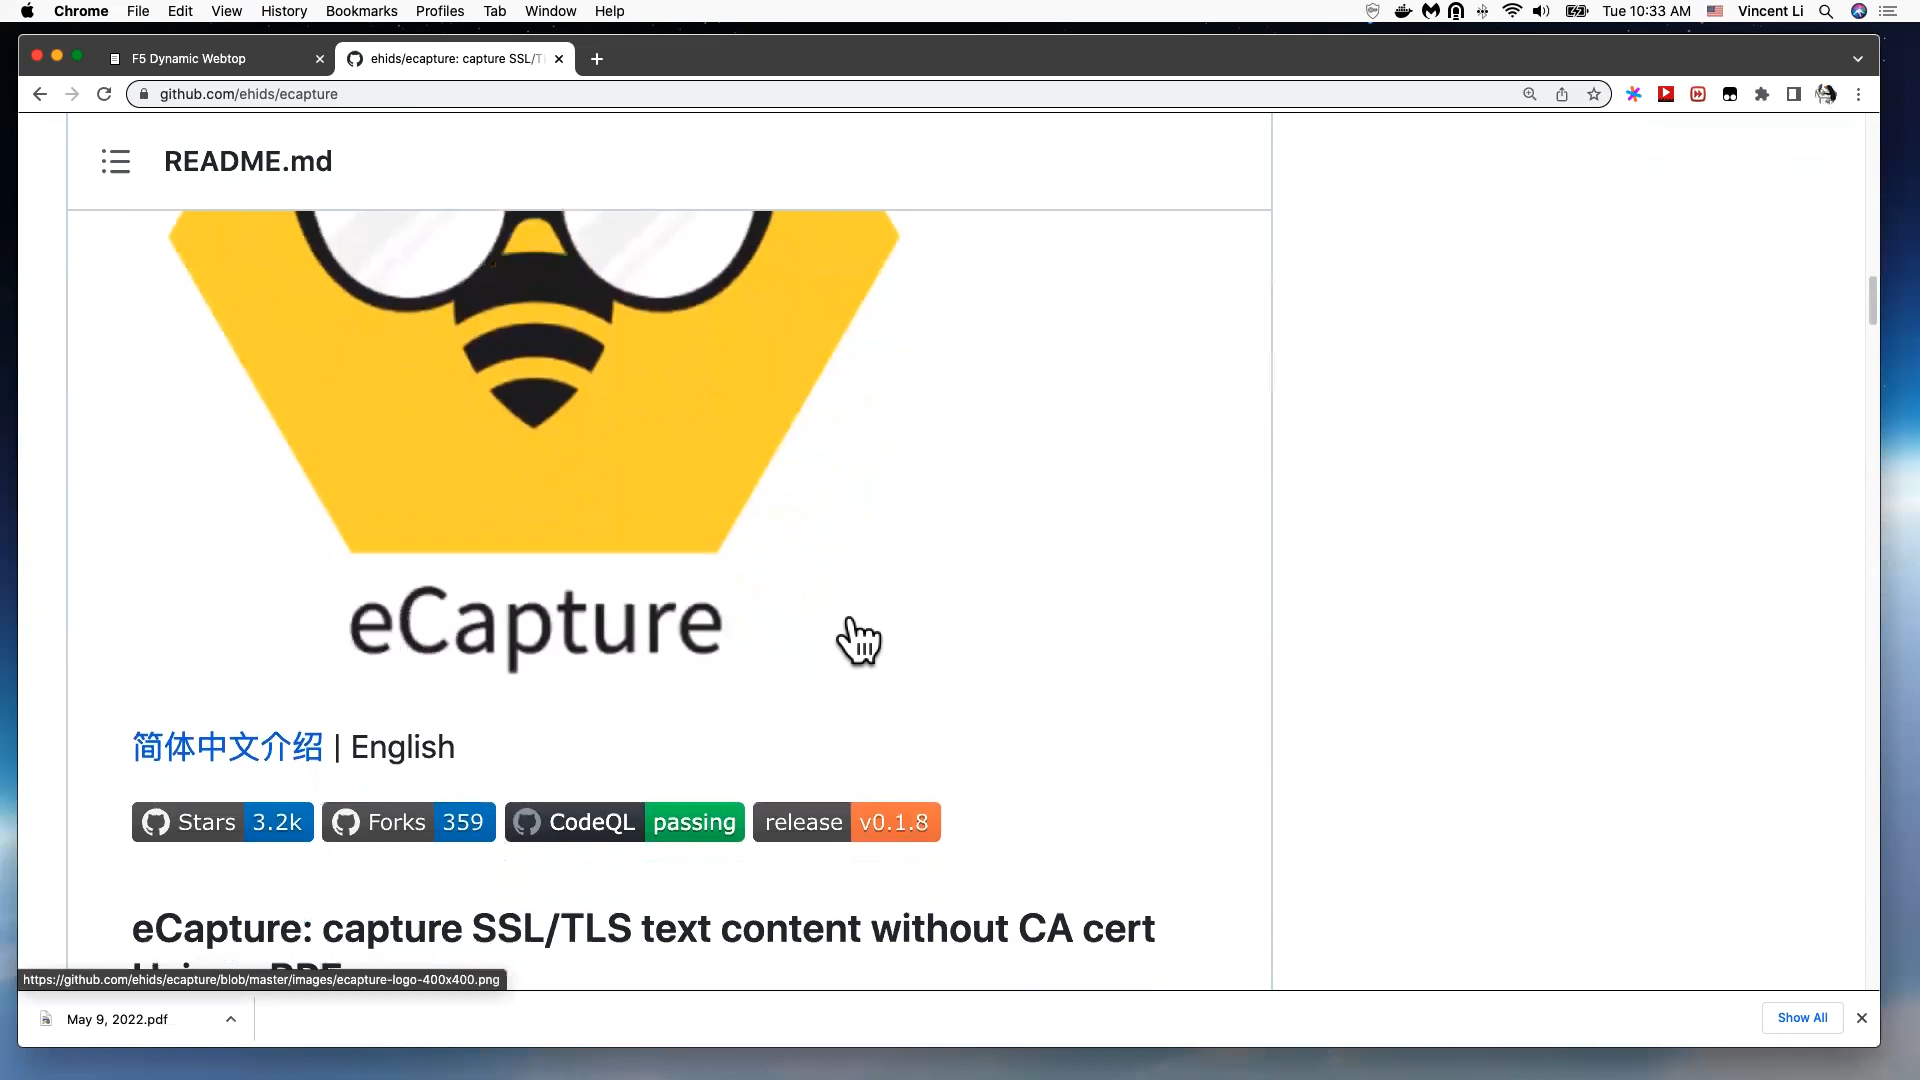 Chrome File Edit View History Bookmarks Profiles Tab Window Help Tue 10:33 AM Vincent Li
F5 Dynamic Webtop ehids/ecapture: capture SSL/T
github.com/ehids/ecapture
README.md
eCapture
简体中文介绍 | English
Stars 3.2k Forks 359 CodeQL passing release v0.1.8
eCapture: capture SSL/TLS text content without CA cert
https://github.com/ehids/ecapture/blob/master/images/ecapture-logo-400x400.png
May 9, 2022.pdf Show All